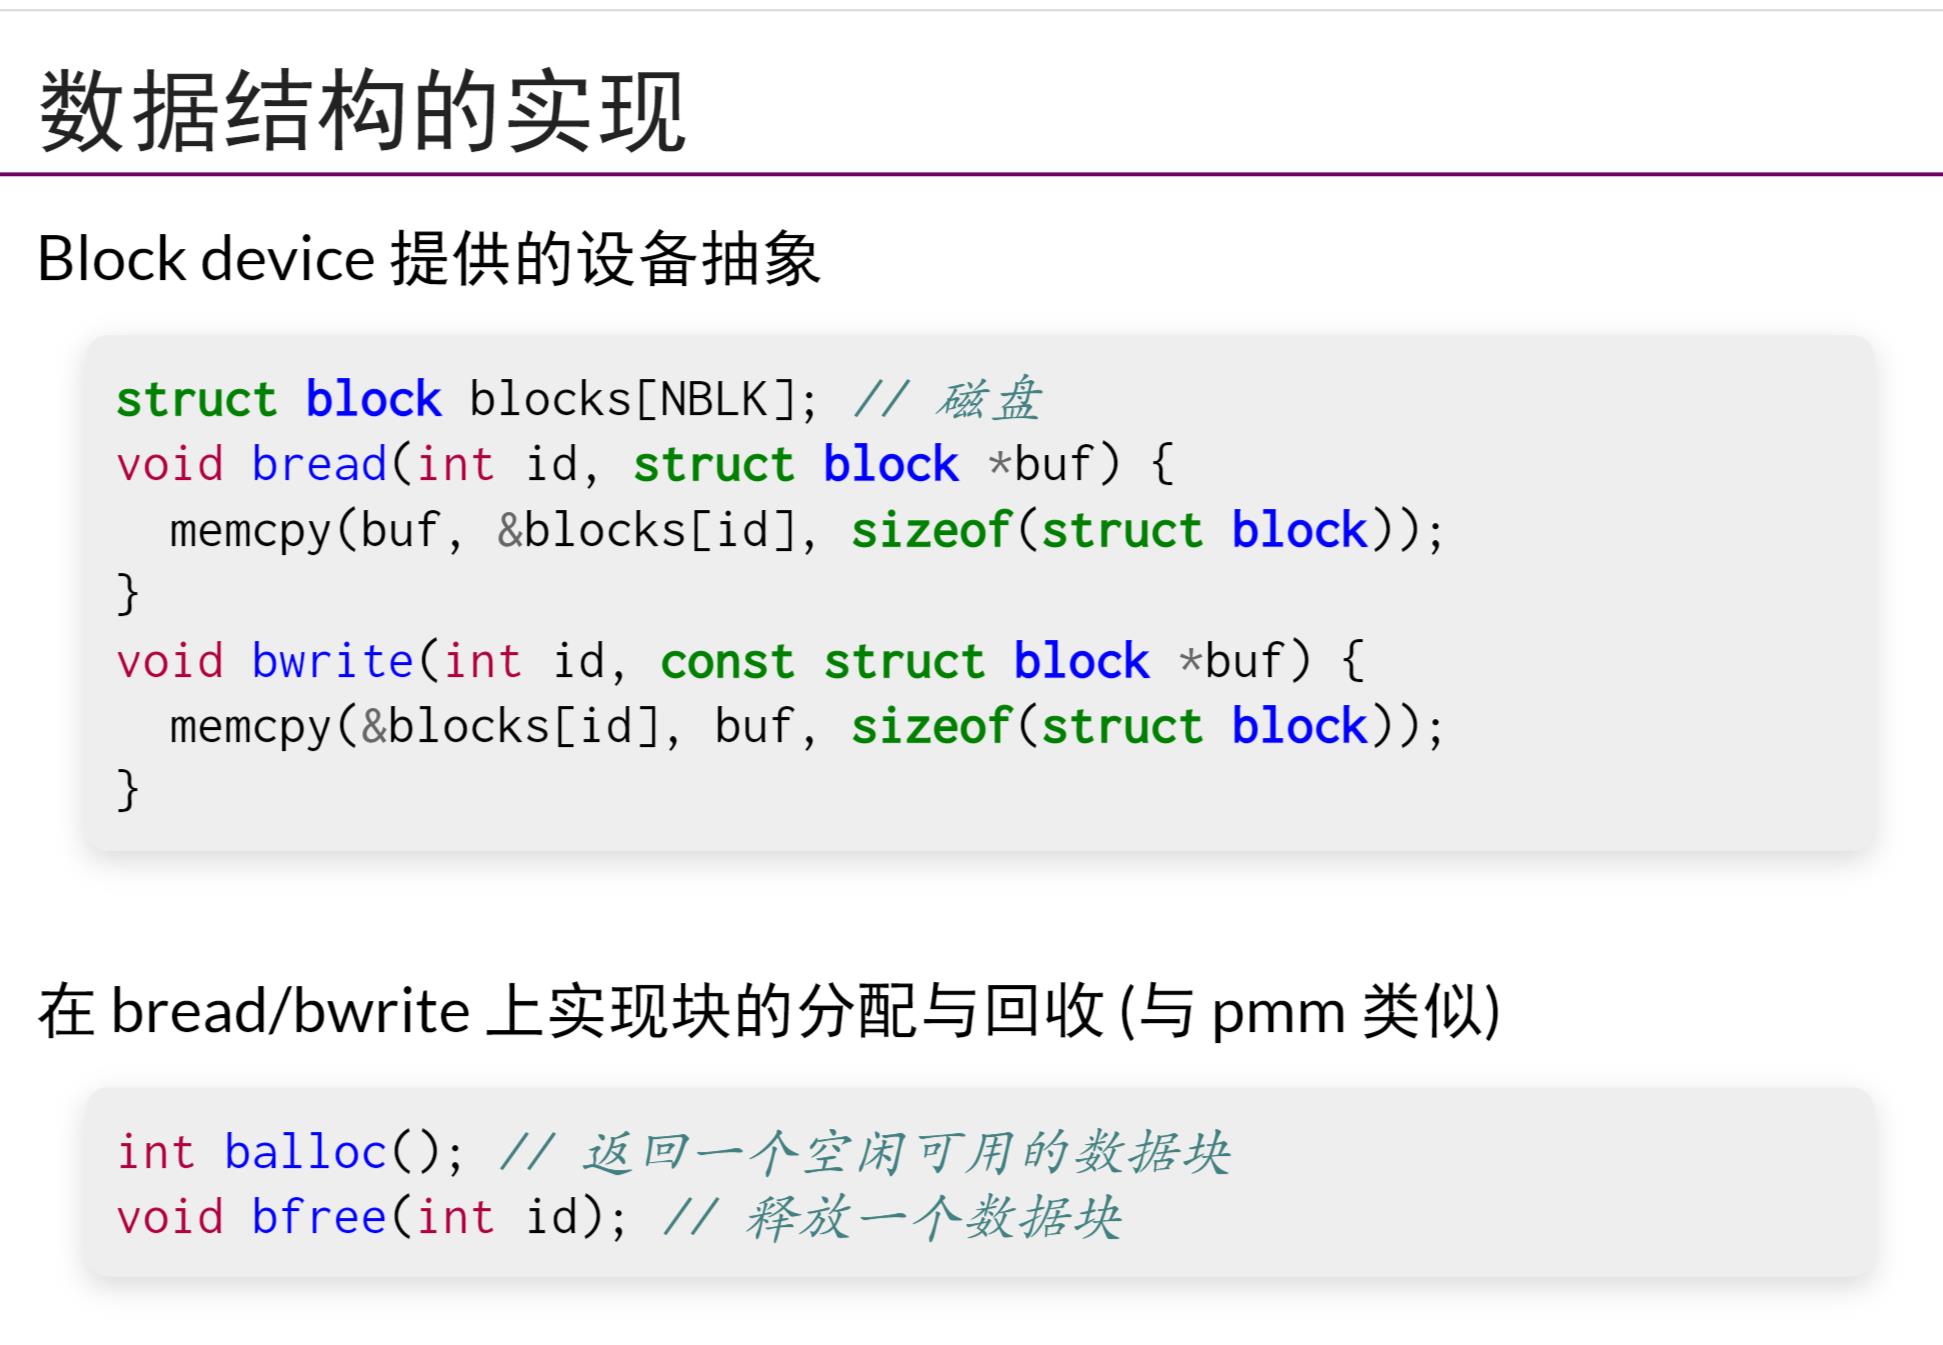 数据结构的实现
Block device 提供的设备抽象
struct block blocks[NBLK]; // 磁盘
void bread(int id, struct block *buf) {
  memcpy(buf, &blocks[id], sizeof(struct block));
}
void bwrite(int id, const struct block *buf) {
  memcpy(&blocks[id], buf, sizeof(struct block));
}
在 bread/bwrite 上实现块的分配与回收 (与 pmm 类似)
int balloc(); // 返回一个空闲可用的数据块
void bfree(int id); // 释放一个数据块